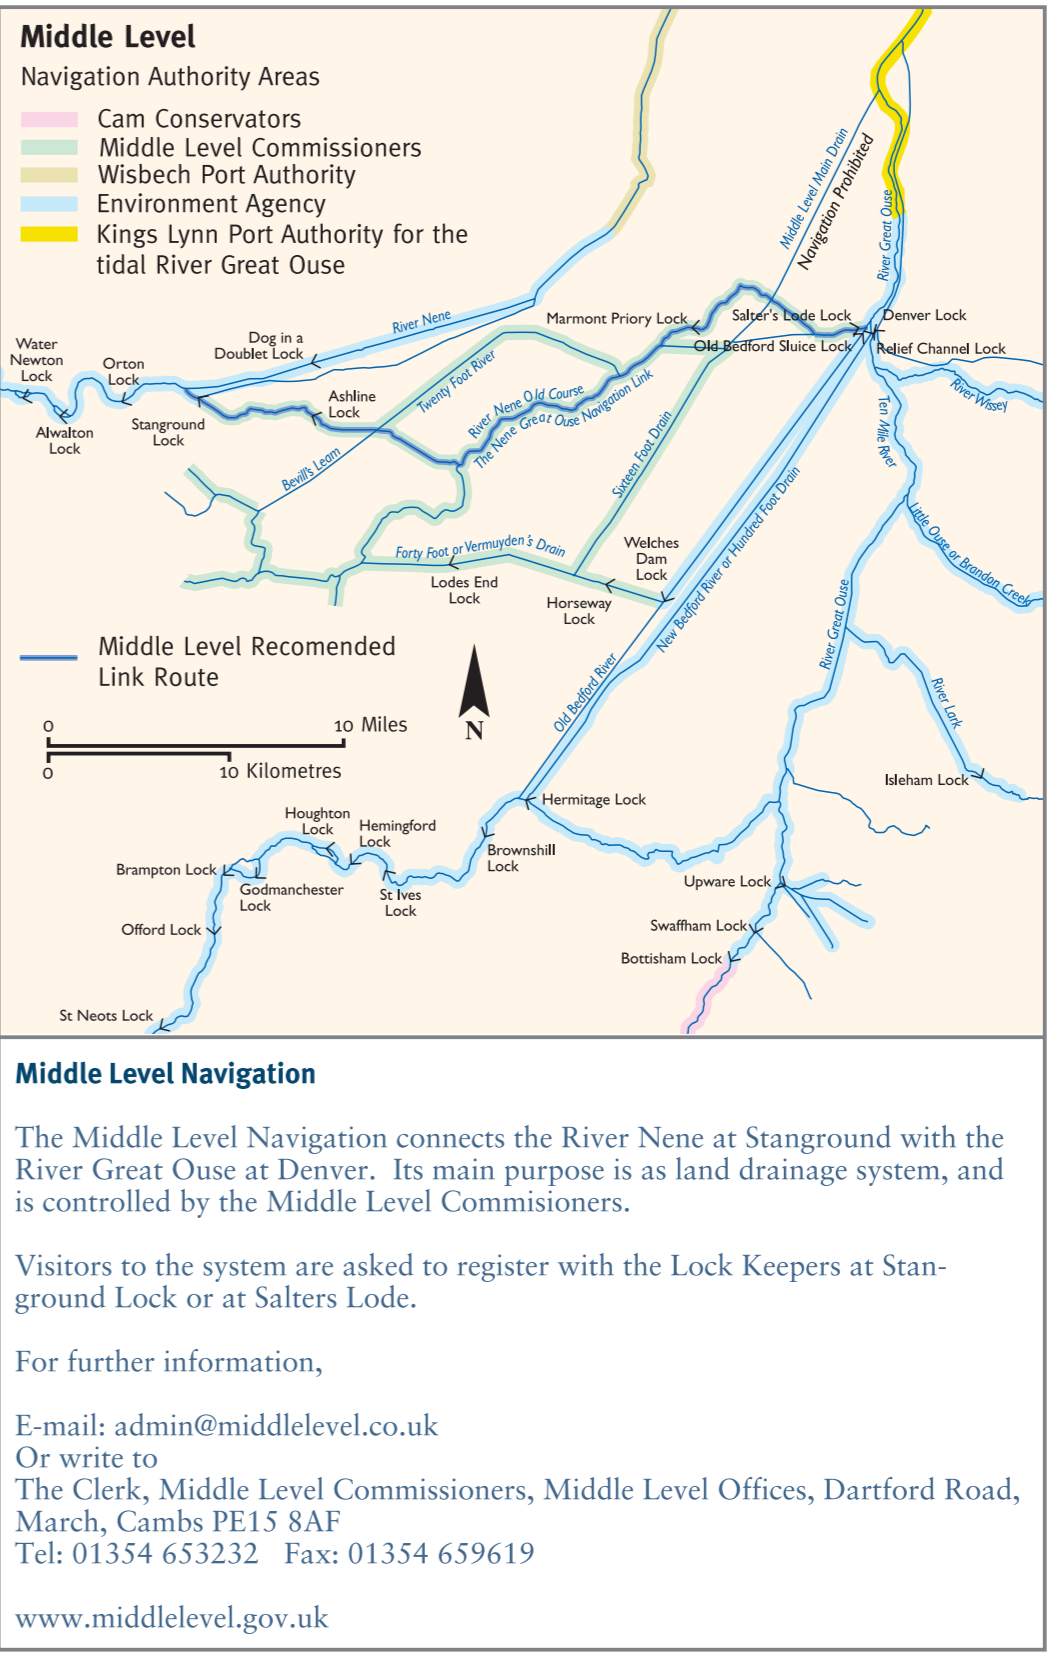 Middle Level
Navigation Authority Areas
Cam Conservators
Middle Level Commissioners
Wisbech Port Authority
Environment Agency
Kings Lynn Port Authority for the
tidal River Great Ouse
Middle Level Main Drain
Navigation Prohibited
River Great Ouse
River Nene
Marmont Priory Lock
Salter's Lode Lock
Denver Lock
Old Bedford Sluice Lock
Relief Channel Lock
Water
Newton
Lock
Orton
Lock
Dog in a
Doublet Lock
Alwalton
Lock
Stanground
Lock
Ashline
Lock
Twenty Foot River
River Nene Old Course
The Nene Great Ouse Navigation Link
River Wissey
Ten Mile River
Bevill's Leam
Sixteen Foot Drain
Forty Foot or Vermuyden's Drain
Lodes End
Lock
Welches
Dam
Lock
Horseway
Lock
New Bedford River or Hundred Foot Drain
Little Ouse or Brandon Creek
River Great Ouse
Old Bedford River
River Lark
Middle Level Recomended
Link Route
N
0 10 Miles
0 10 Kilometres
Isleham Lock
Hermitage Lock
Houghton
Lock
Hemingford
Lock
Brownshill
Lock
Brampton Lock
Godmanchester
Lock
St Ives
Lock
Upware Lock
Offord Lock
Swaffham Lock
Bottisham Lock
St Neots Lock
Middle Level Navigation
The Middle Level Navigation connects the River Nene at Stanground with the
River Great Ouse at Denver.  Its main purpose is as land drainage system, and
is controlled by the Middle Level Commisioners.
Visitors to the system are asked to register with the Lock Keepers at Stan-
ground Lock or at Salters Lode.
For further information,
E-mail: admin@middlelevel.co.uk
Or write to
The Clerk, Middle Level Commissioners, Middle Level Offices, Dartford Road,
March, Cambs PE15 8AF
Tel: 01354 653232   Fax: 01354 659619
www.middlelevel.gov.uk